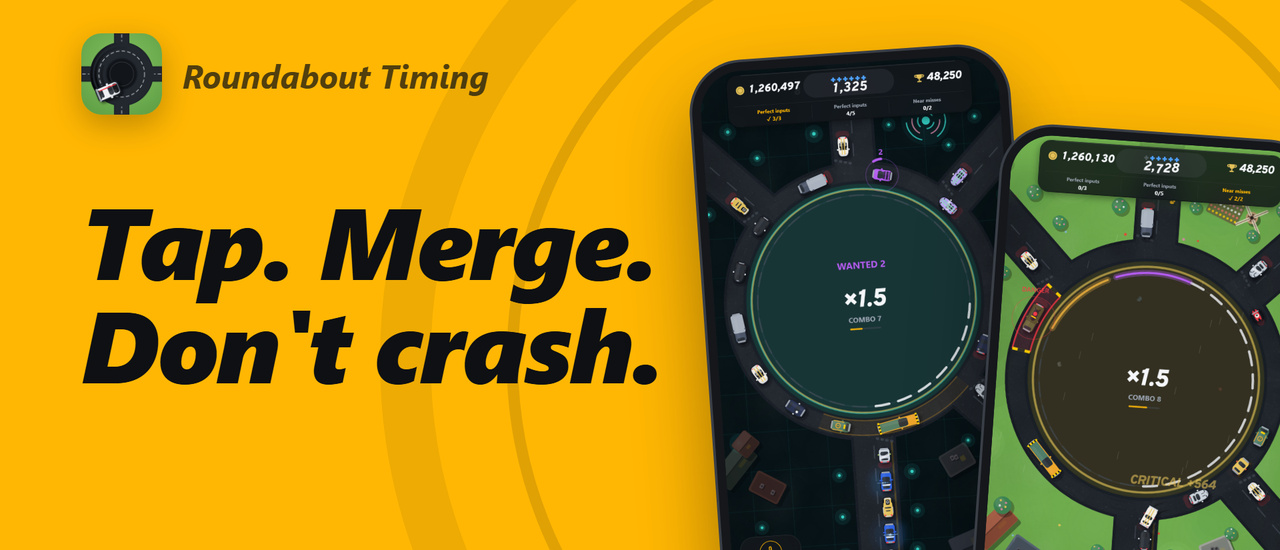 Roundabout Timing
Tap. Merge.
Don't crash.
1,260,497
1,325
48,250
Perfect inputs
✓ 3/3
Perfect inputs
4/5
Near misses
0/2
2
WANTED 2
×1.5
COMBO 7
1,260,130
2,728
48,250
Perfect inputs
0/3
Perfect inputs
0/5
Near misses
✓ 2/2
×1.5
COMBO 8
CRITICAL +564